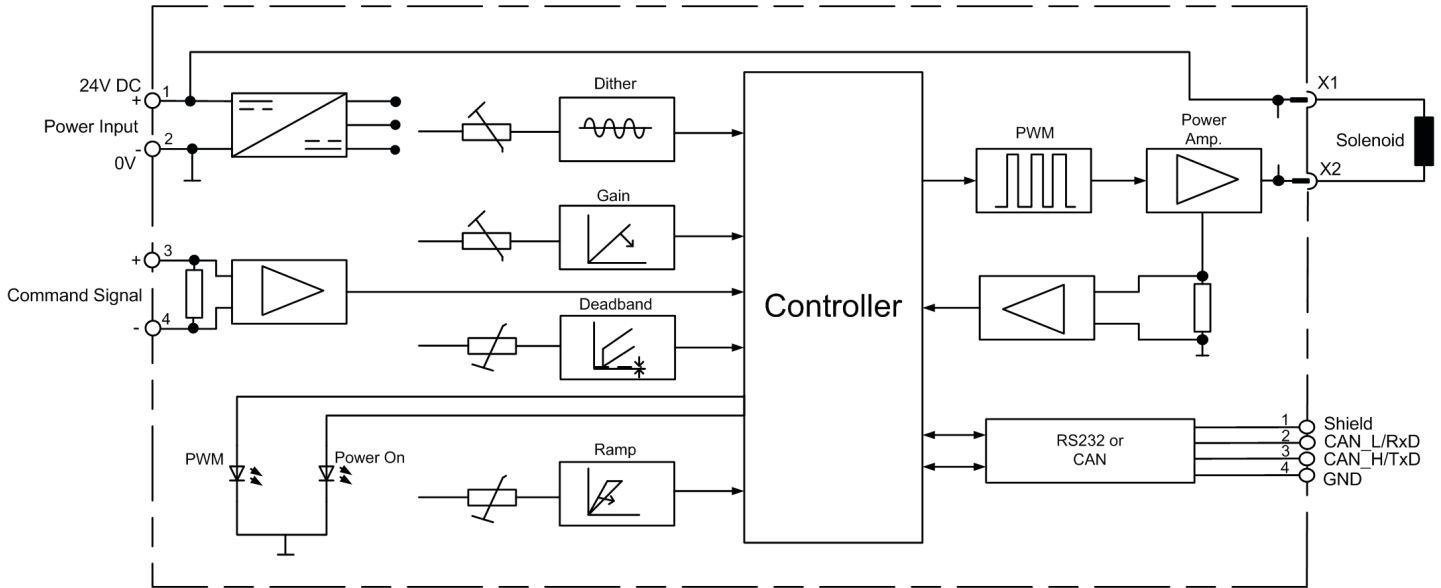 24V DC
+
1
Power Input
-
2
0V
+
3
Command Signal
-
4
Dither
Gain
Deadband
Ramp
PWM
Power On
Controller
PWM
Power
Amp.
X1
Solenoid
X2
RS232 or
CAN
1
Shield
2
CAN_L/RxD
3
CAN_H/TxD
4
GND